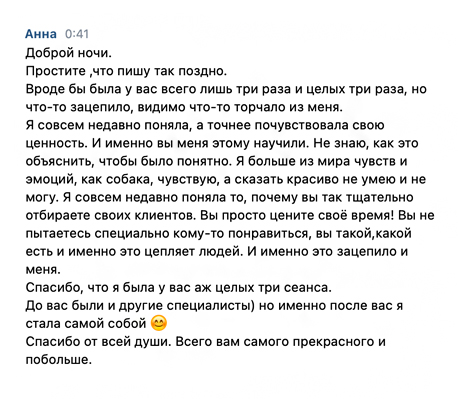 Анна 0:41
Доброй ночи.
Простите ,что пишу так поздно.
Вроде бы была у вас всего лишь три раза и целых три раза, но
что-то зацепило, видимо что-то торчало из меня.
Я совсем недавно поняла, а точнее почувствовала свою
ценность. И именно вы меня этому научили. Не знаю, как это
объяснить, чтобы было понятно. Я больше из мира чувств и
эмоций, как собака, чувствую, а сказать красиво не умею и не
могу. Я совсем недавно поняла то, почему вы так тщательно
отбираете своих клиентов. Вы просто цените своё время! Вы не
пытаетесь специально кому-то понравиться, вы такой,какой
есть и именно это цепляет людей. И именно это зацепило и
меня.
Спасибо, что я была у вас аж целых три сеанса.
До вас были и другие специалисты) но именно после вас я
стала самой собой 😊
Спасибо от всей души. Всего вам самого прекрасного и
побольше.